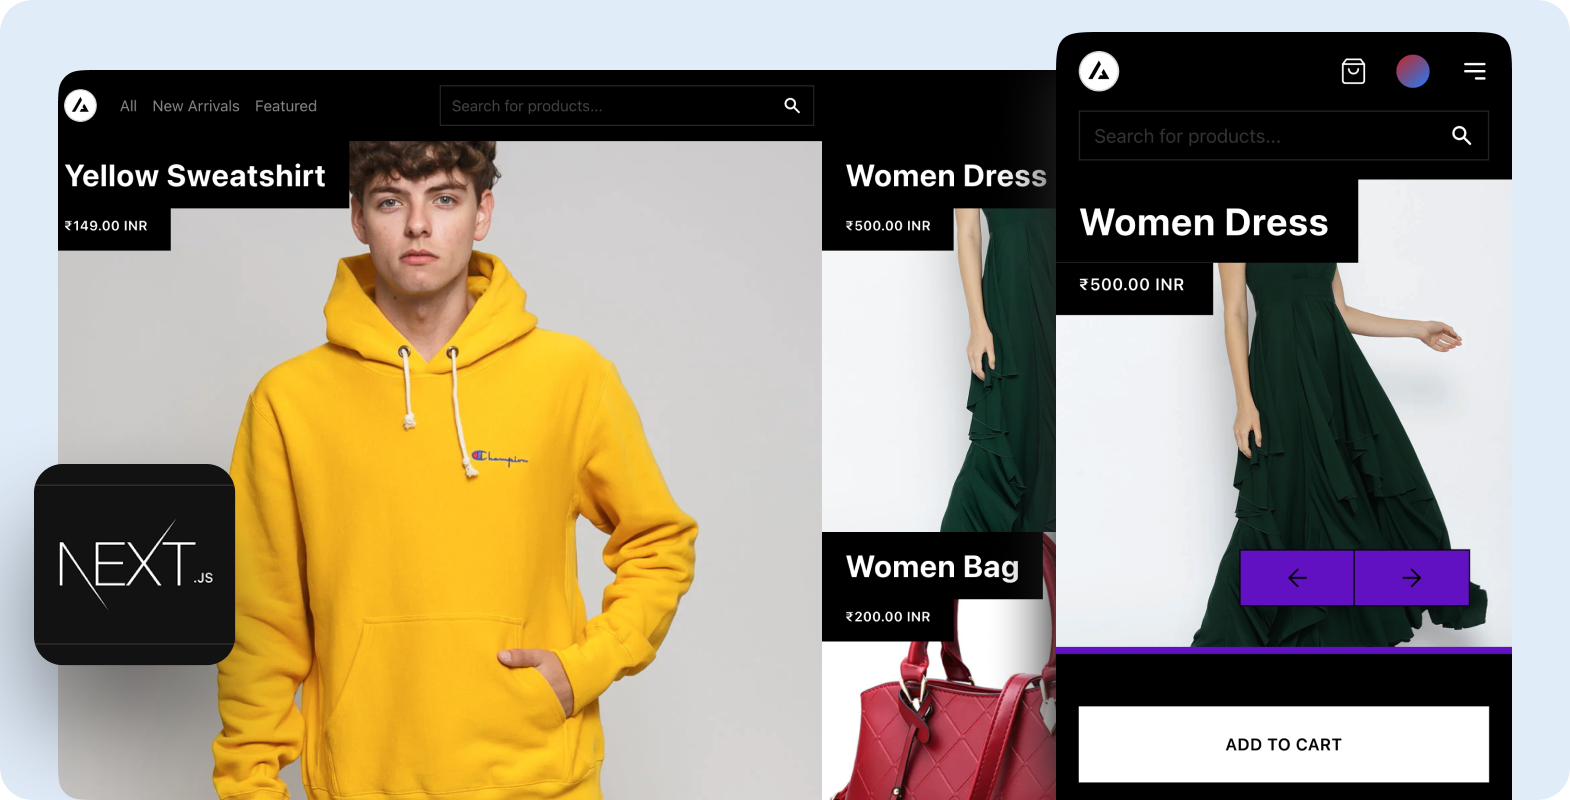 All New Arrivals Featured
Search for products...
Yellow Sweatshirt
₹149.00 INR
Champion
NEXT.JS
Women Dress
₹500.00 INR
Women Bag
₹200.00 INR
Search for products...
Women Dress
₹500.00 INR
ADD TO CART